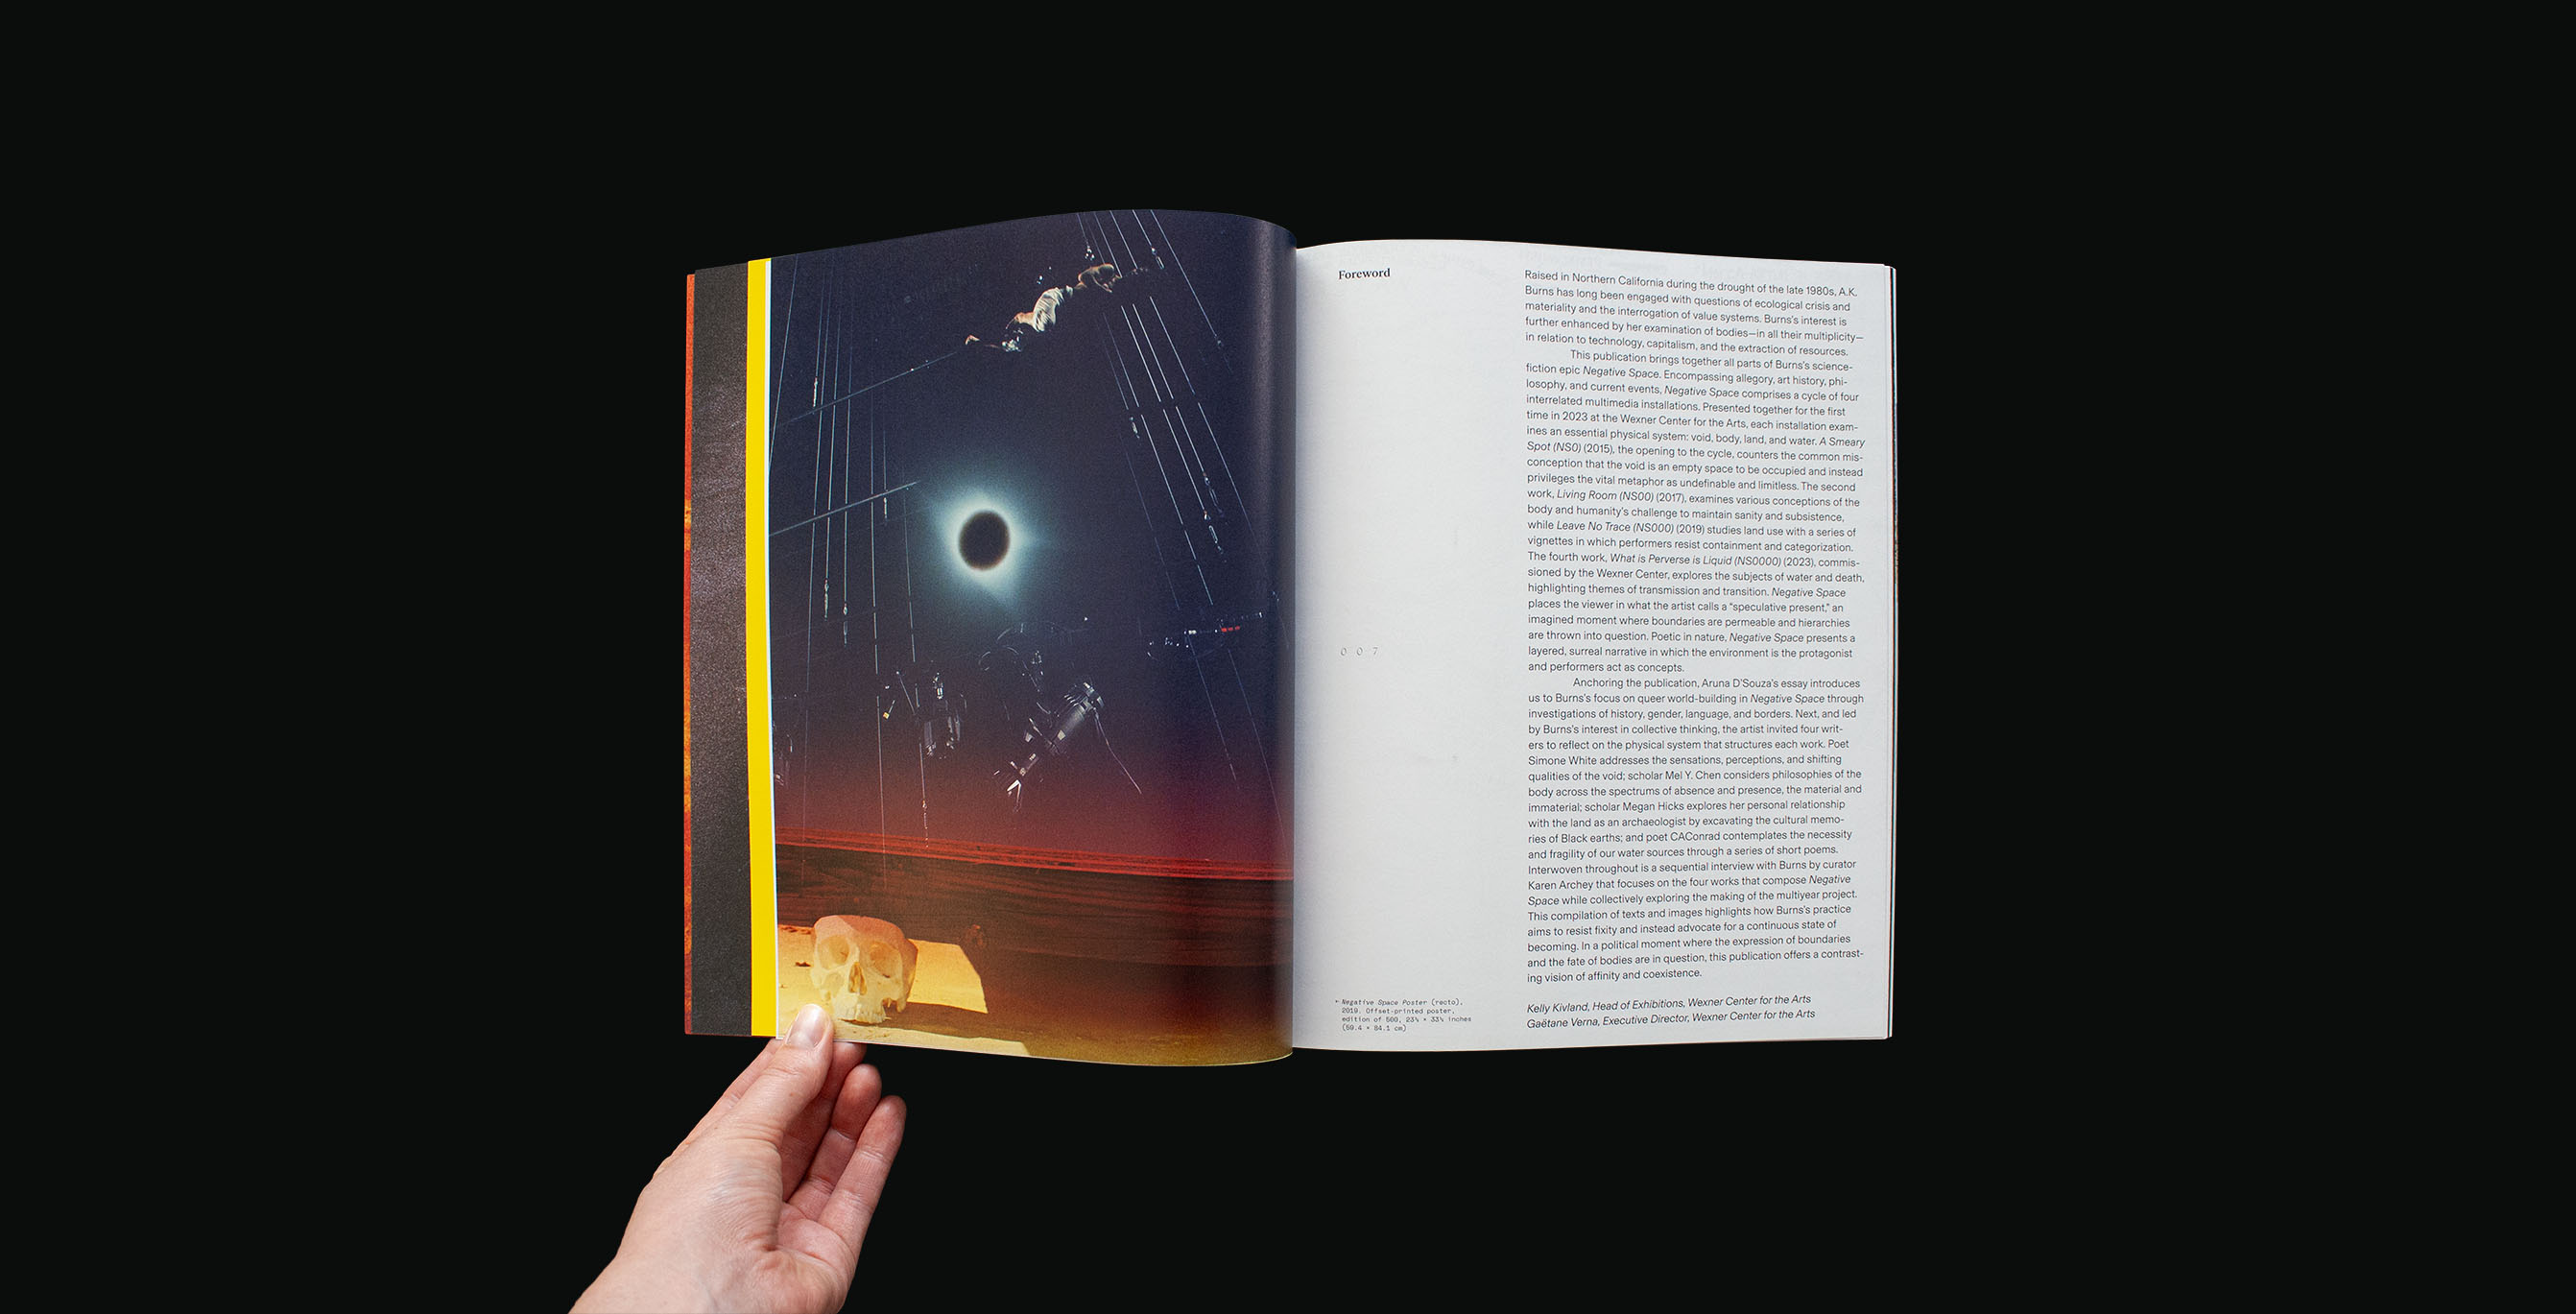 Foreword
Raised in Northern California during the drought of the late 1980s, A.K.
Burns has long been engaged with questions of ecological crisis and
materiality and the interrogation of value systems. Burns's interest is
further enhanced by her examination of bodies—in all their multiplicity—
in relation to technology, capitalism, and the extraction of resources.
This publication brings together all parts of Burns's science-
fiction epic Negative Space. Encompassing allegory, art history, phi-
losophy, and current events, Negative Space comprises a cycle of four
interrelated multimedia installations. Presented together for the first
time in 2023 at the Wexner Center for the Arts, each installation exam-
ines an essential physical system: void, body, land, and water. A Smeary
Spot (NS0) (2015), the opening to the cycle, counters the common mis-
conception that the void is an empty space to be occupied and instead
privileges the vital metaphor as undefinable and limitless. The second
work, Living Room (NS00) (2017), examines various conceptions of the
body and humanity's challenge to maintain sanity and subsistence,
while Leave No Trace (NS000) (2019) studies land use with a series of
vignettes in which performers resist containment and categorization.
The fourth work, What is Perverse is Liquid (NS0000) (2023), commis-
sioned by the Wexner Center, explores the subjects of water and death,
highlighting themes of transmission and transition. Negative Space
places the viewer in what the artist calls a "speculative present," an
imagined moment where boundaries are permeable and hierarchies
are thrown into question. Poetic in nature, Negative Space presents a
layered, surreal narrative in which the environment is the protagonist
and performers act as concepts.
Anchoring the publication, Aruna D'Souza's essay introduces
us to Burns's focus on queer world-building in Negative Space through
investigations of history, gender, language, and borders. Next, and led
by Burns's interest in collective thinking, the artist invited four writ-
ers to reflect on the physical system that structures each work. Poet
Simone White addresses the sensations, perceptions, and shifting
qualities of the void; scholar Mel Y. Chen considers philosophies of the
body across the spectrums of absence and presence, the material and
immaterial; scholar Megan Hicks explores her personal relationship
with the land as an archaeologist by excavating the cultural memo-
ries of Black earths; and poet CAConrad contemplates the necessity
and fragility of our water sources through a series of short poems.
Interwoven throughout is a sequential interview with Burns by curator
Karen Archey that focuses on the four works that compose Negative
Space while collectively exploring the making of the multiyear project.
This compilation of texts and images highlights how Burns's practice
aims to resist fixity and instead advocate for a continuous state of
becoming. In a political moment where the expression of boundaries
and the fate of bodies are in question, this publication offers a contrast-
ing vision of affinity and coexistence.
Kelly Kivland, Head of Exhibitions, Wexner Center for the Arts
Gaëtane Verna, Executive Director, Wexner Center for the Arts
0 0 7
← Negative Space Poster (recto),
2019. Offset-printed poster,
edition of 500, 23⅜ × 33⅛ inches
(59.4 × 84.1 cm)